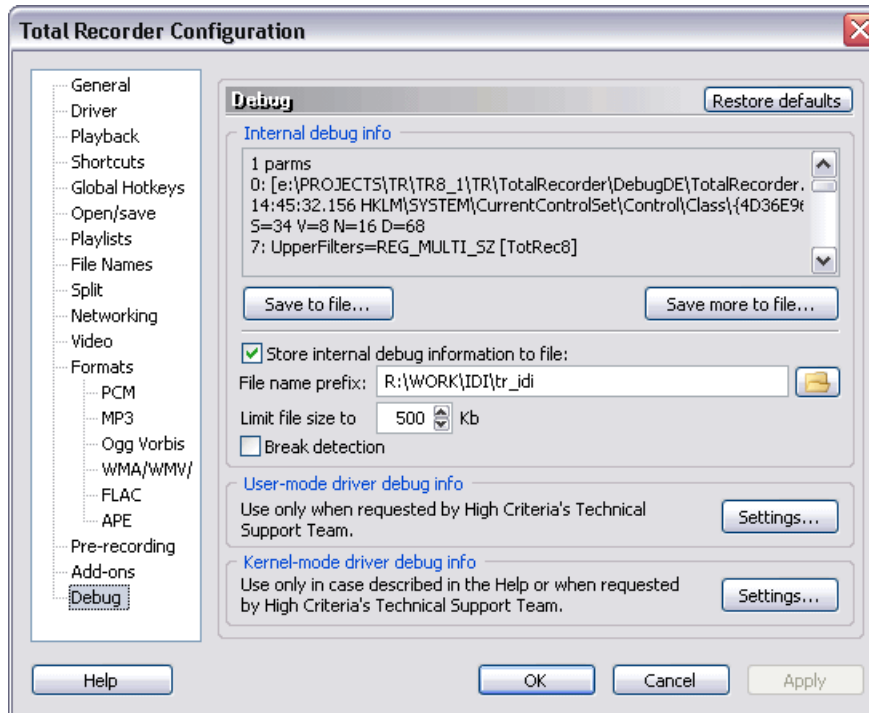 Total Recorder Configuration
General
Driver
Playback
Shortcuts
Global Hotkeys
Open/save
Playlists
File Names
Split
Networking
Video
Formats
PCM
MP3
Ogg Vorbis
WMA/WMV/
FLAC
APE
Pre-recording
Add-ons
Debug
Debug
Restore defaults
Internal debug info
1 parms
0: [e:\PROJECTS\TR\TR8_1\TR\TotalRecorder\DebugDE\TotalRecorder.
14:45:32.156 HKLM\SYSTEM\CurrentControlSet\Control\Class\{4D36E96
S=34 V=8 N=16 D=68
7: UpperFilters=REG_MULTI_SZ [TotRec8]
Save to file...
Save more to file...
Store internal debug information to file:
File name prefix: R:\WORK\IDI\tr_idi
Limit file size to 500 Kb
Break detection
User-mode driver debug info
Use only when requested by High Criteria's Technical
Support Team.
Settings...
Kernel-mode driver debug info
Use only in case described in the Help or when requested
by High Criteria's Technical Support Team.
Settings...
Help
OK
Cancel
Apply